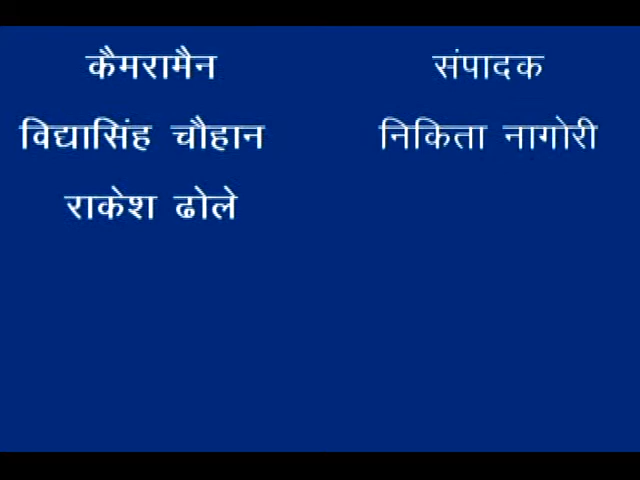 कैमरामैन
विद्यासिंह चौहान
राकेश ढोले
संपादक
निकिता नागोरी